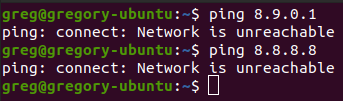 greg@gregory-ubuntu:~$ ping 8.9.0.1
ping: connect: Network is unreachable
greg@gregory-ubuntu:~$ ping 8.8.8.8
ping: connect: Network is unreachable
greg@gregory-ubuntu:~$